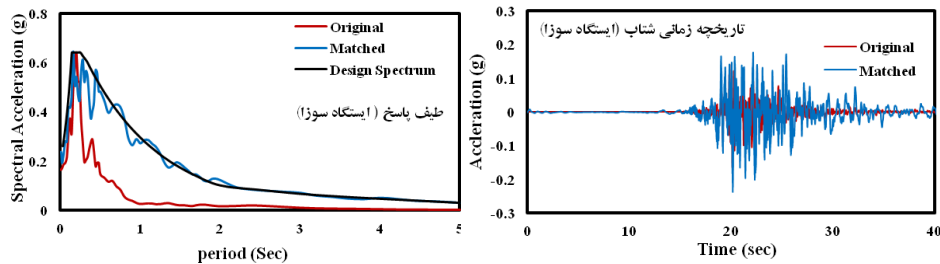 Spectral Acceleration (g)
0.8
0.6
0.4
0.2
0
Original
Matched
Design Spectrum
طیف پاسخ ( ایستگاه سوزا)
0
1
2
3
4
5
period (Sec)
Accleration (g)
0.3
0.2
0.1
0
-0.1
-0.2
-0.3
تاریخچه زمانی شتاب (ایستگاه سوزا)
Original
Matched
0
10
20
30
40
Time (sec)